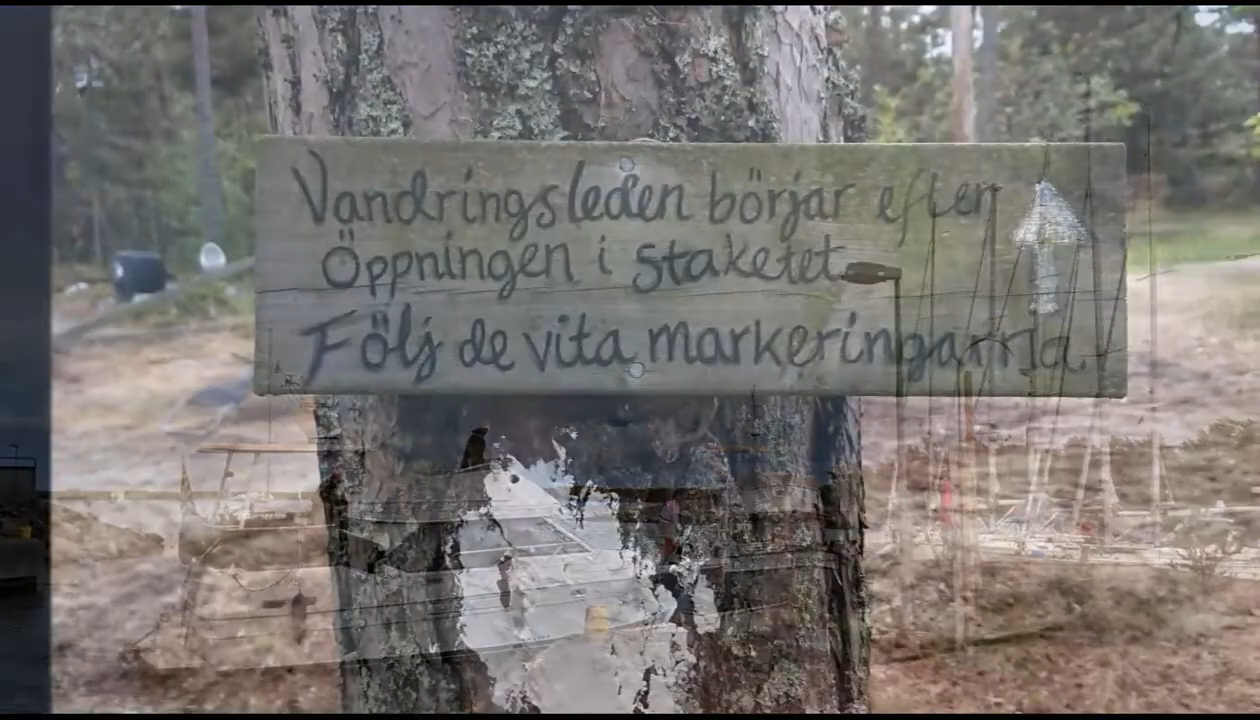 Vandringsleden börjar efter
Öppningen i staketet.
Följ de vita markeringarna.